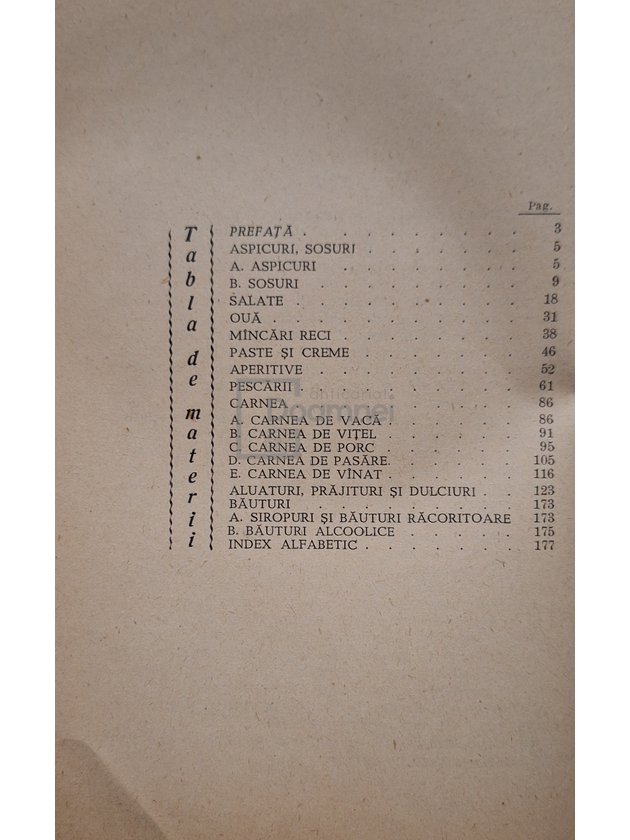 Pag.
Tabla de materii
PREFAȚĂ . . . . . . . . 3
ASPICURI, SOSURI . . . . . . . 5
A. ASPICURI . . . . . . . 5
B. SOSURI . . . . . . . . 9
SALATE . . . . . . . . . 18
OUĂ . . . . . . . . . . 31
MÎNCĂRI RECI . . . . . . . 38
PASTE ȘI CREME . . . . . . . 46
APERITIVE . . . . . . . . 52
PESCĂRII . . . . . . . . . 61
CARNEA . . . . . . . . 86
A. CARNEA DE VACĂ . . . . . . 86
B. CARNEA DE VIȚEL . . . . . . 91
C. CARNEA DE PORC . . . . . . 95
D. CARNEA DE PASĂRE. . . . . . 105
E. CARNEA DE VÎNAT . . . . . . 116
ALUATURI, PRĂJITURI ȘI DULCIURI . . 123
BĂUTURI . . . . . . . . 173
A. SIROPURI ȘI BĂUTURI RĂCORITOARE 173
B. BĂUTURI ALCOOLICE . . . . . 175
INDEX ALFABETIC . . . . . . . 177
anticariat
Doamnei